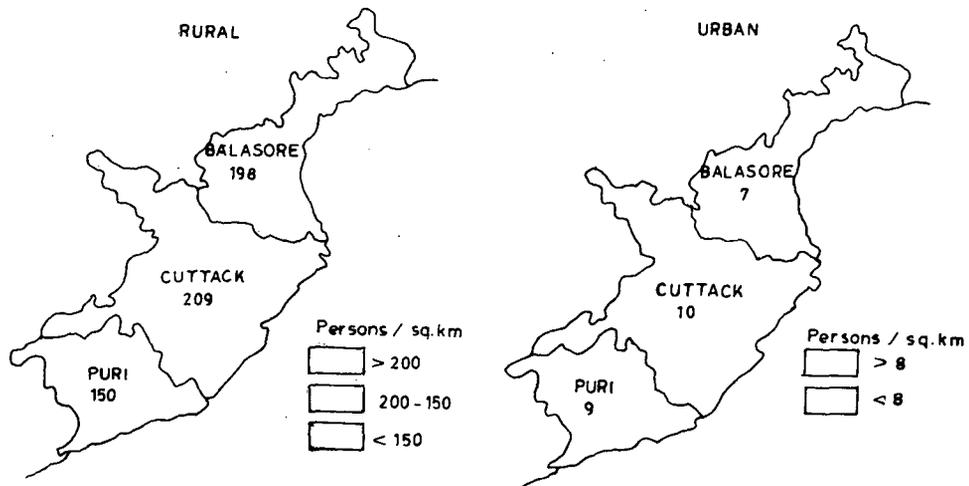 RURAL
BALASORE
198
CUTTACK
209
PURI
150
Persons / sq.km
> 200
200-150
< 150
URBAN
BALASORE
7
CUTTACK
10
PURI
9
Persons / sq.km
> 8
< 8